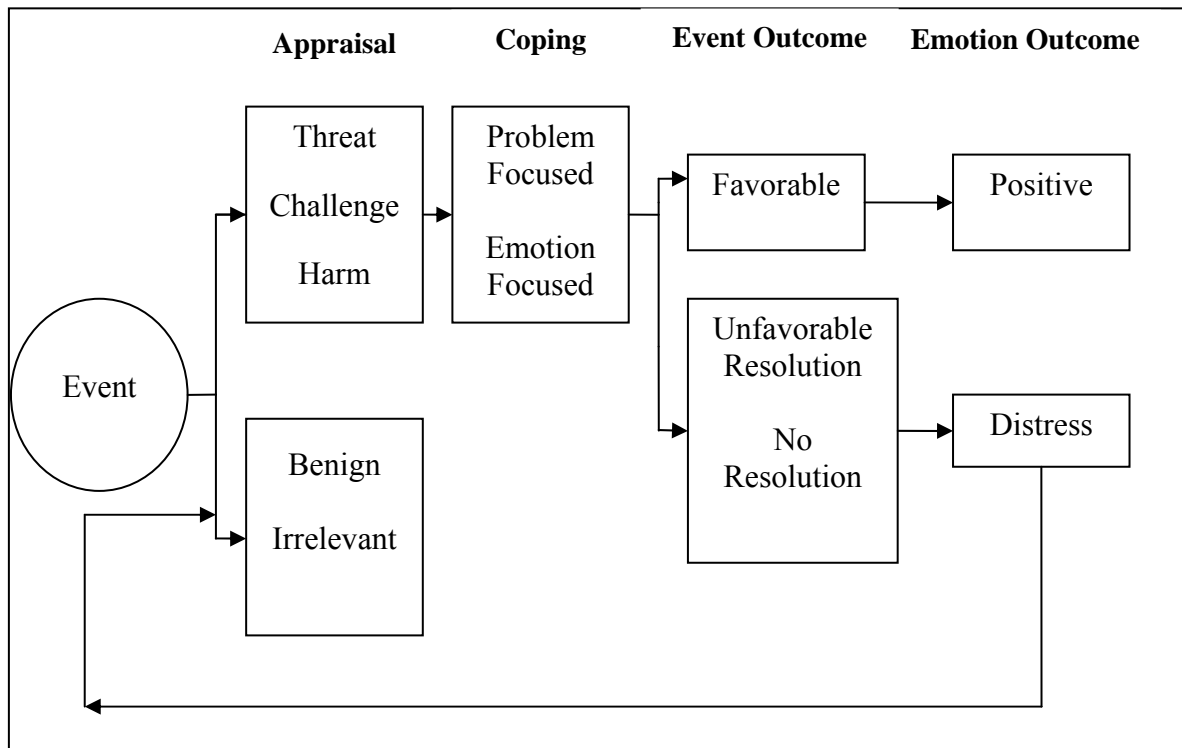 Appraisal
Coping
Event Outcome
Emotion Outcome
Threat
Challenge
Harm
Problem
Focused
Emotion
Focused
Favorable
Positive
Event
Benign
Irrelevant
Unfavorable
Resolution
No
Resolution
Distress